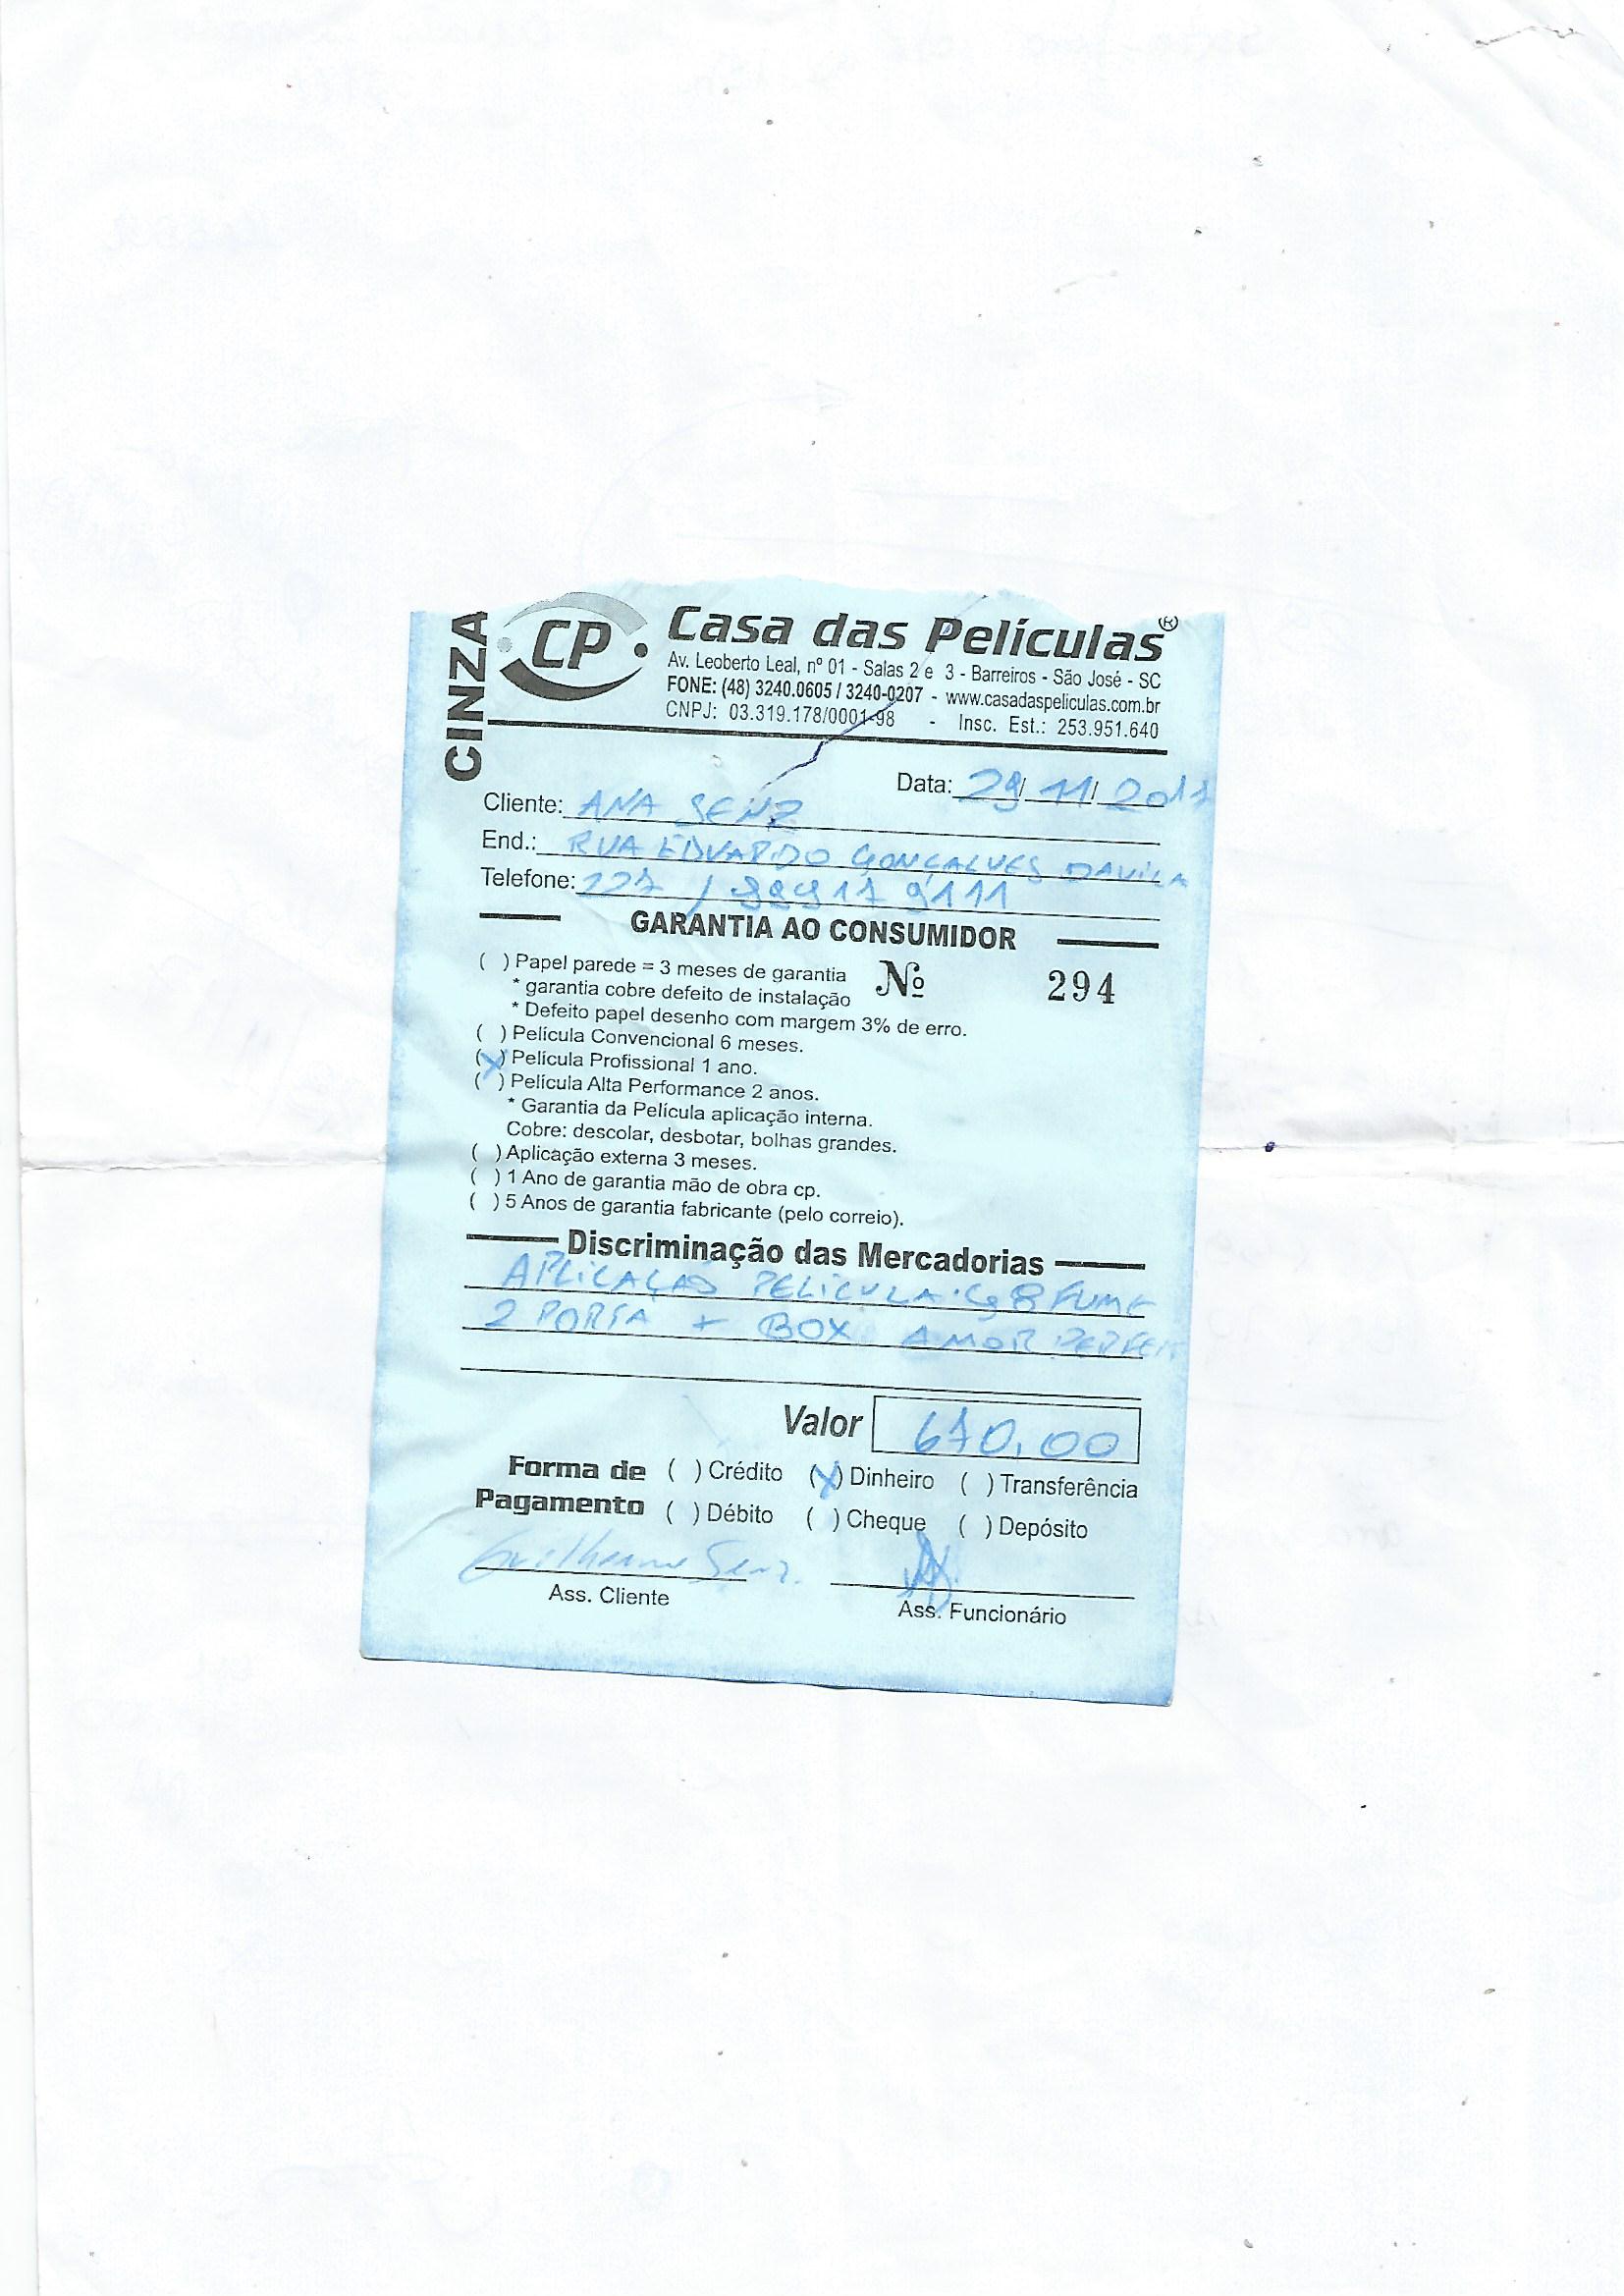 CINZA
CP
Casa das Películas®
Av. Leoberto Leal, nº 01 - Salas 2 e 3 - Barreiros - São José - SC
FONE: (48) 3240.0605 / 3240-0207 - www.casadaspeliculas.com.br
CNPJ: 03.319.178/0001-98 - Insc. Est.: 253.951.640
Data: 29/11/2017
Cliente: ANA SENZ
End.: RUA EDUARDO GONÇALVES DAVILA
Telefone: 227 / 99917 9111
GARANTIA AO CONSUMIDOR
( ) Papel parede = 3 meses de garantia
* garantia cobre defeito de instalação
Nº 294
* Defeito papel desenho com margem 3% de erro.
( ) Película Convencional 6 meses.
(X) Película Profissional 1 ano.
( ) Película Alta Performance 2 anos.
* Garantia da Película aplicação interna.
Cobre: descolar, desbotar, bolhas grandes.
( ) Aplicação externa 3 meses.
( ) 1 Ano de garantia mão de obra cp.
( ) 5 Anos de garantia fabricante (pelo correio).
Discriminação das Mercadorias
APLICAÇÃO PELICULA FUME
2 PORTA + BOX AMOR PERFEI
Valor 670,00
Forma de Pagamento
( ) Crédito (X) Dinheiro ( ) Transferência
( ) Débito ( ) Cheque ( ) Depósito
Guilherme Senz.
Ass. Cliente
Ass. Funcionário